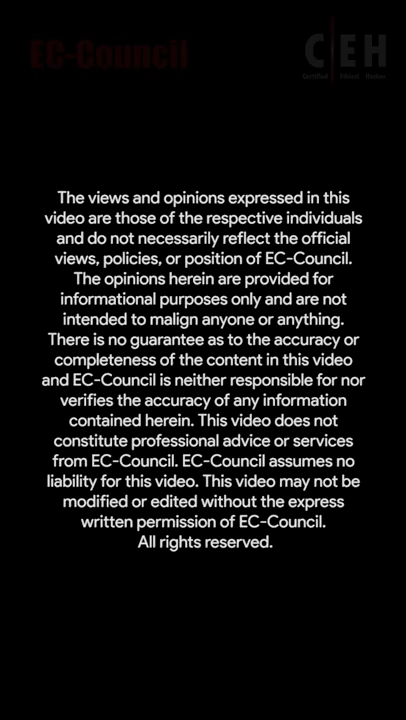 EC-Council
C|EH
Certified Ethical Hacker
The views and opinions expressed in this
video are those of the respective individuals
and do not necessarily reflect the official
views, policies, or position of EC-Council.
The opinions herein are provided for
informational purposes only and are not
intended to malign anyone or anything.
There is no guarantee as to the accuracy or
completeness of the content in this video
and EC-Council is neither responsible for nor
verifies the accuracy of any information
contained herein. This video does not
constitute professional advice or services
from EC-Council. EC-Council assumes no
liability for this video. This video may not be
modified or edited without the express
written permission of EC-Council.
All rights reserved.